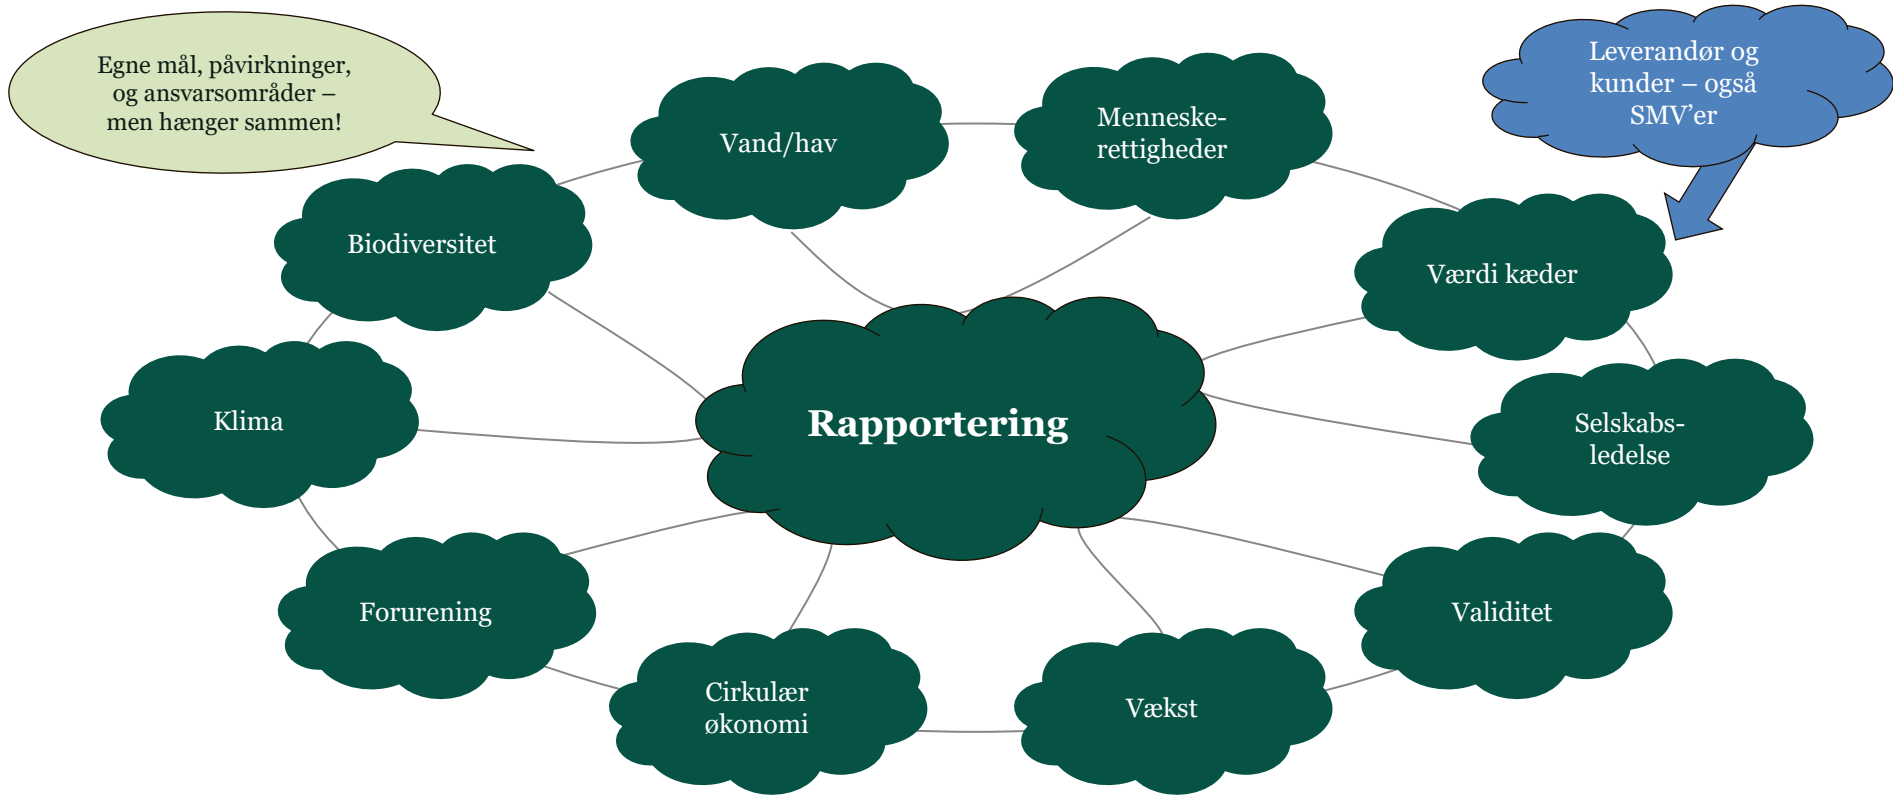 Egne mål, påvirkninger,
og ansvarsområder –
men hænger sammen!
Vand/hav
Menneske-
rettigheder
Leverandør og
kunder – også
SMV’er
Biodiversitet
Værdi kæder
Klima
Rapportering
Selskabs-
ledelse
Forurening
Validitet
Cirkulær
økonomi
Vækst